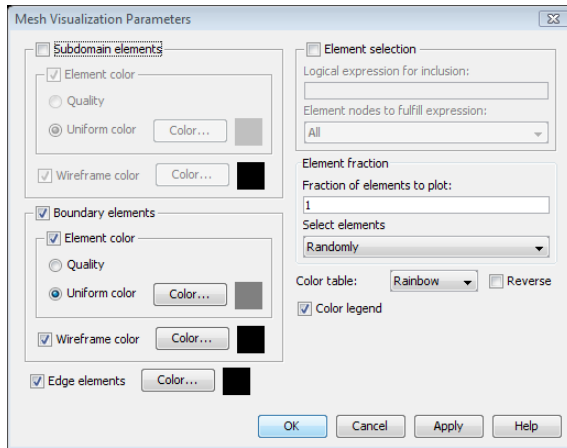 Mesh Visualization Parameters
Subdomain elements
Element color
Quality
Uniform color
Color...
Wireframe color
Color...
Boundary elements
Element color
Quality
Uniform color
Color...
Wireframe color
Color...
Edge elements
Color...
Element selection
Logical expression for inclusion:
Element nodes to fulfill expression:
All
Element fraction
Fraction of elements to plot:
1
Select elements
Randomly
Color table:
Rainbow
Reverse
Color legend
OK
Cancel
Apply
Help